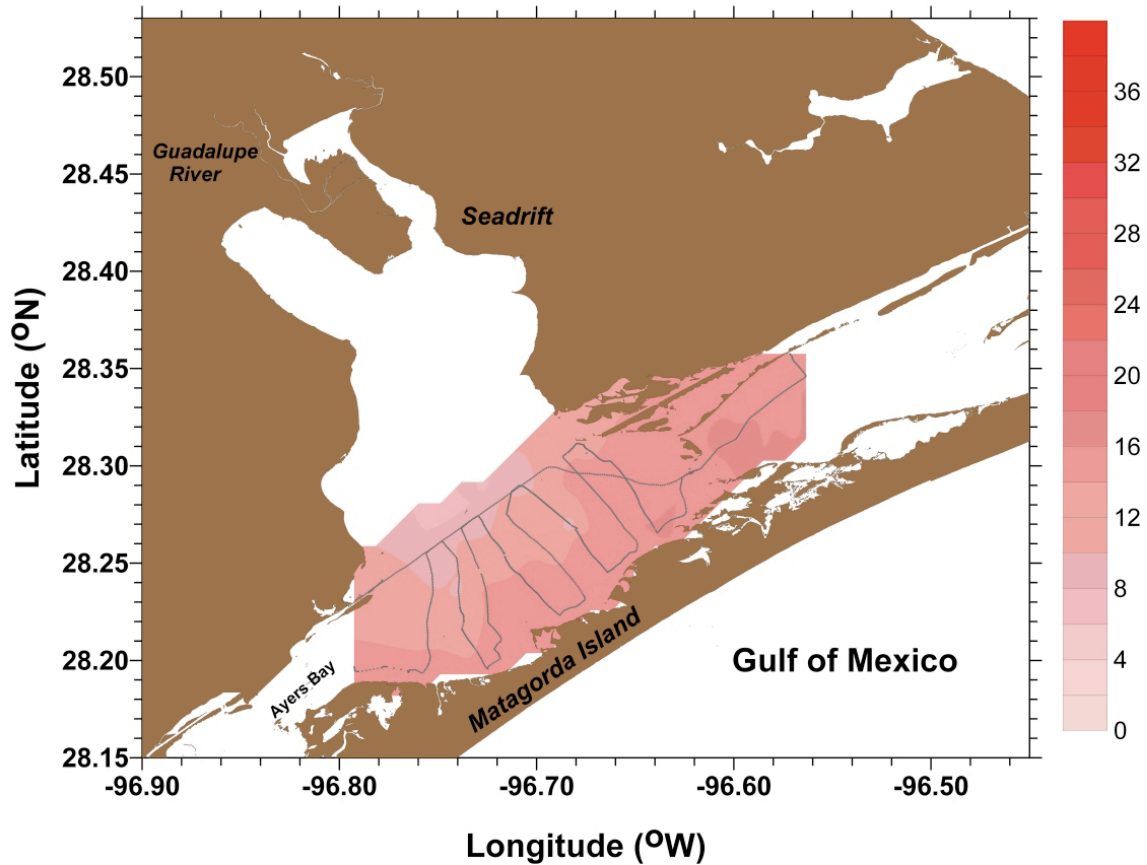 28.50
28.45
28.40
28.35
28.30
28.25
28.20
28.15
Latitude (ºN)
Guadalupe
River
Seadrift
Ayers Bay
Matagorda Island
Gulf of Mexico
-96.90
-96.80
-96.70
-96.60
-96.50
Longitude (ºW)
36
32
28
24
20
16
12
8
4
0